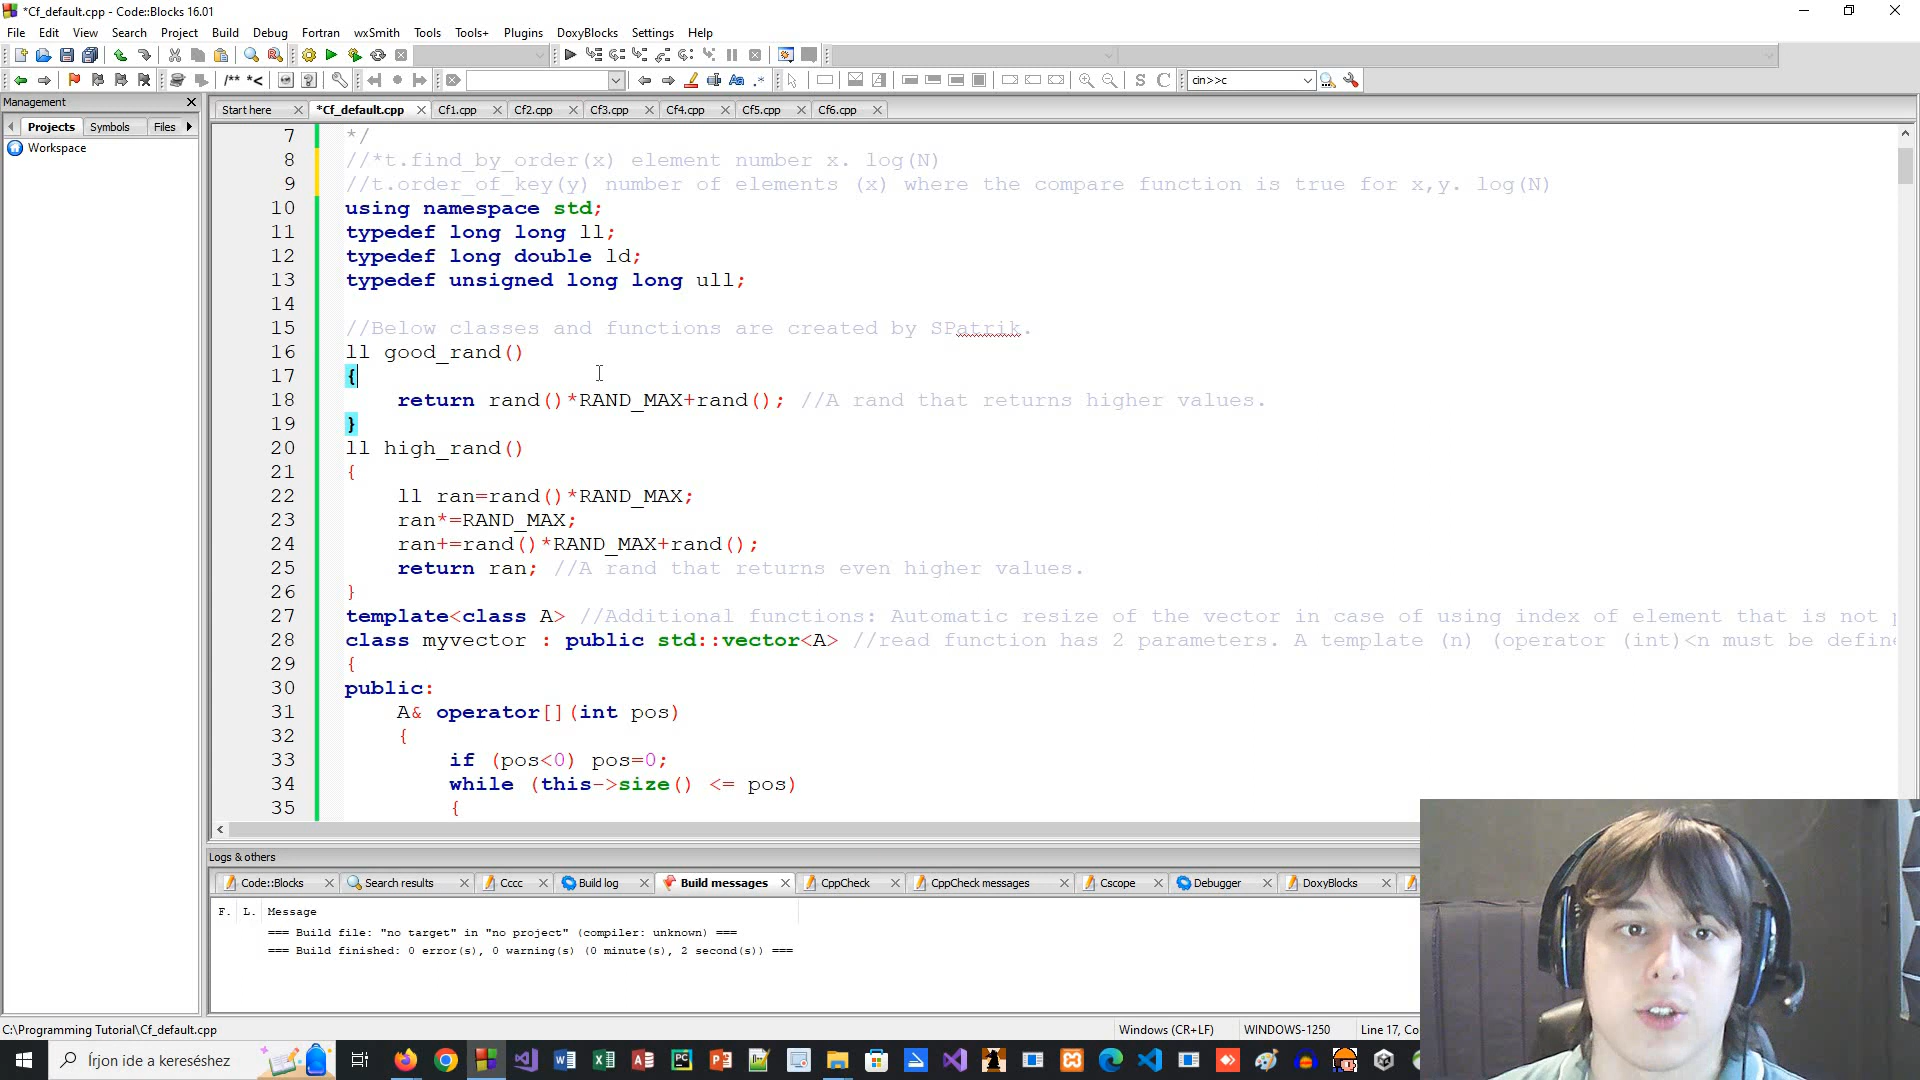 *Cf_default.cpp - Code::Blocks 16.01
File Edit View Search Project Build Debug Fortran wxSmith Tools Tools+ Plugins DoxyBlocks Settings Help
/** *<
cin>>c
Management
Start here *Cf_default.cpp Cf1.cpp Cf2.cpp Cf3.cpp Cf4.cpp Cf5.cpp Cf6.cpp
Projects Symbols Files
Workspace
7 */
8 //*t.find_by_order(x) element number x. log(N)
9 //t.order_of_key(y) number of elements (x) where the compare function is true for x,y. log(N)
10 using namespace std;
11 typedef long long ll;
12 typedef long double ld;
13 typedef unsigned long long ull;
14
15 //Below classes and functions are created by SPatrik.
16 ll good_rand()
17 {
18 return rand()*RAND_MAX+rand(); //A rand that returns higher values.
19 }
20 ll high_rand()
21 {
22 ll ran=rand()*RAND_MAX;
23 ran*=RAND_MAX;
24 ran+=rand()*RAND_MAX+rand();
25 return ran; //A rand that returns even higher values.
26 }
27 template<class A> //Additional functions: Automatic resize of the vector in case of using index of element that is not
28 class myvector : public std::vector<A> //read function has 2 parameters. A template (n) (operator (int)<n must be define
29 {
30 public:
31 A& operator[](int pos)
32 {
33 if (pos<0) pos=0;
34 while (this->size() <= pos)
35 {
Logs & others
Code::Blocks Search results Cccc Build log Build messages CppCheck CppCheck messages Cscope Debugger DoxyBlocks
F. L. Message
=== Build file: "no target" in "no project" (compiler: unknown) ===
=== Build finished: 0 error(s), 0 warning(s) (0 minute(s), 2 second(s)) ===
C:\Programming Tutorial\Cf_default.cpp Windows (CR+LF) WINDOWS-1250 Line 17, Co
Írjon ide a kereséshez